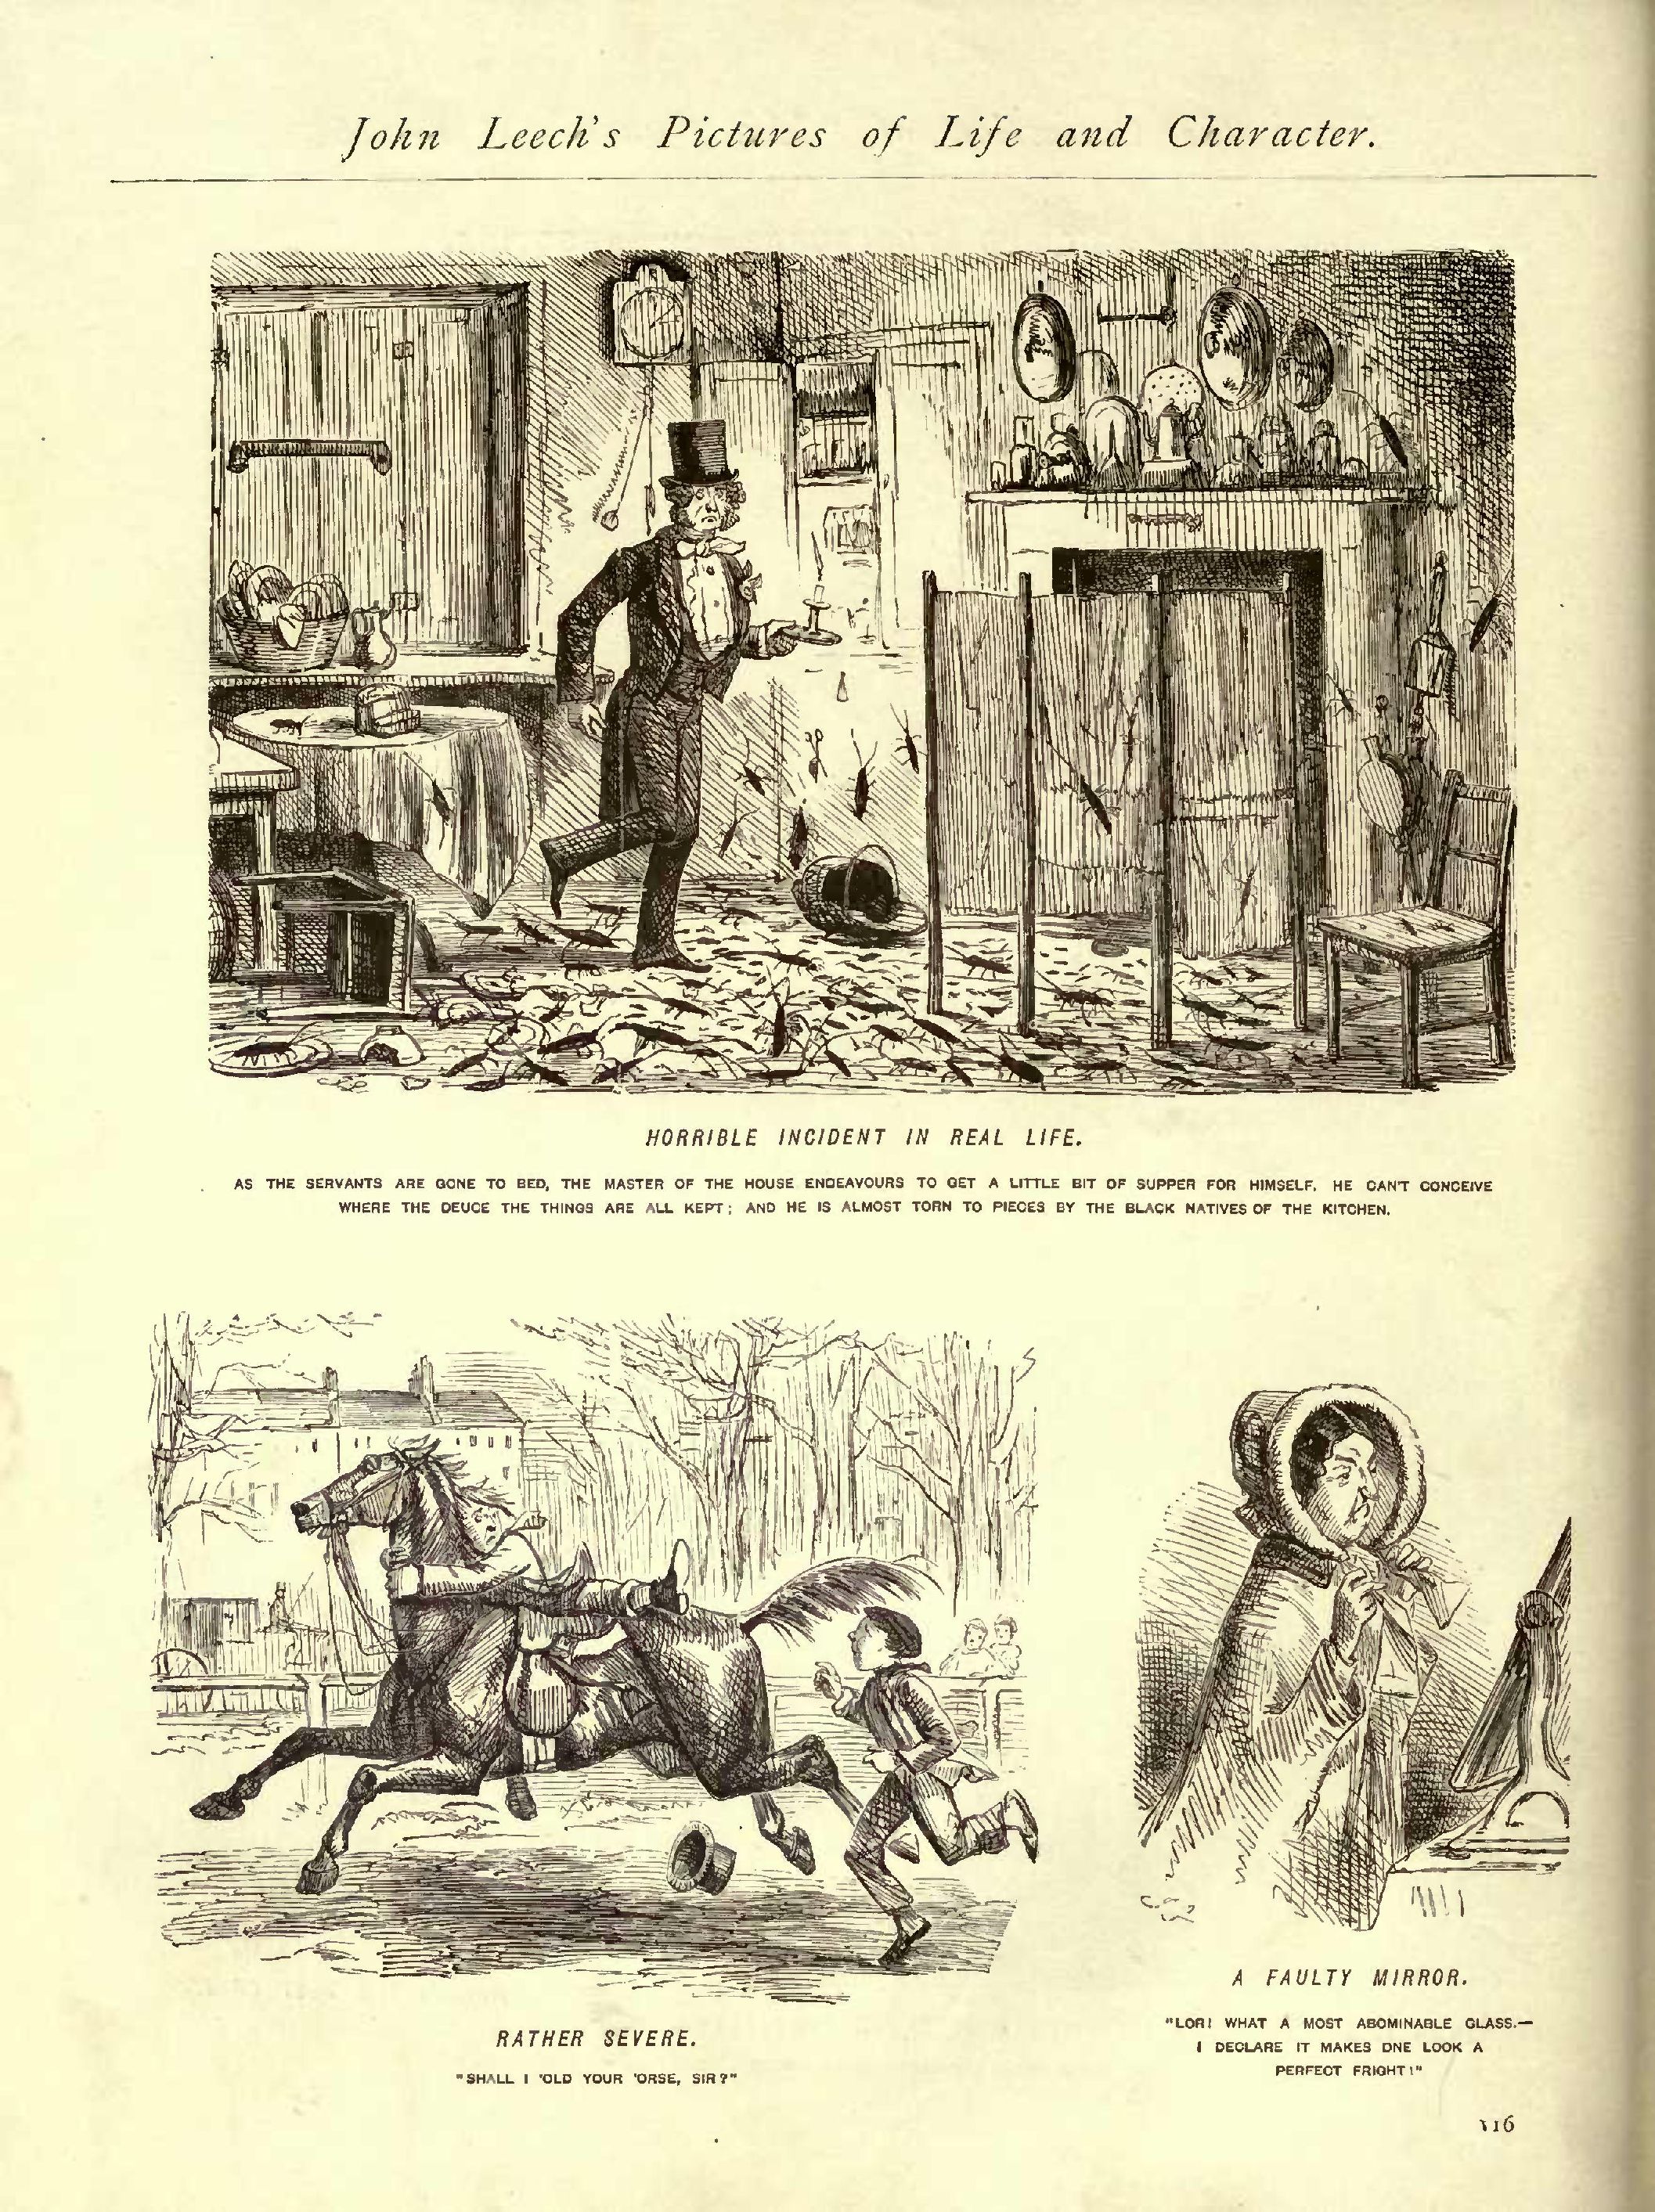 John Leech's Pictures of Life and Character.
HORRIBLE INCIDENT IN REAL LIFE.
AS THE SERVANTS ARE GONE TO BED, THE MASTER OF THE HOUSE ENDEAVOURS TO GET A LITTLE BIT OF SUPPER FOR HIMSELF. HE CAN'T CONCEIVE
WHERE THE DEUCE THE THINGS ARE ALL KEPT; AND HE IS ALMOST TORN TO PIECES BY THE BLACK NATIVES OF THE KITCHEN.
RATHER SEVERE.
"SHALL I 'OLD YOUR 'ORSE, SIR?"
A FAULTY MIRROR.
"LOR! WHAT A MOST ABOMINABLE GLASS.—
I DECLARE IT MAKES ONE LOOK A
PERFECT FRIGHT!"
116